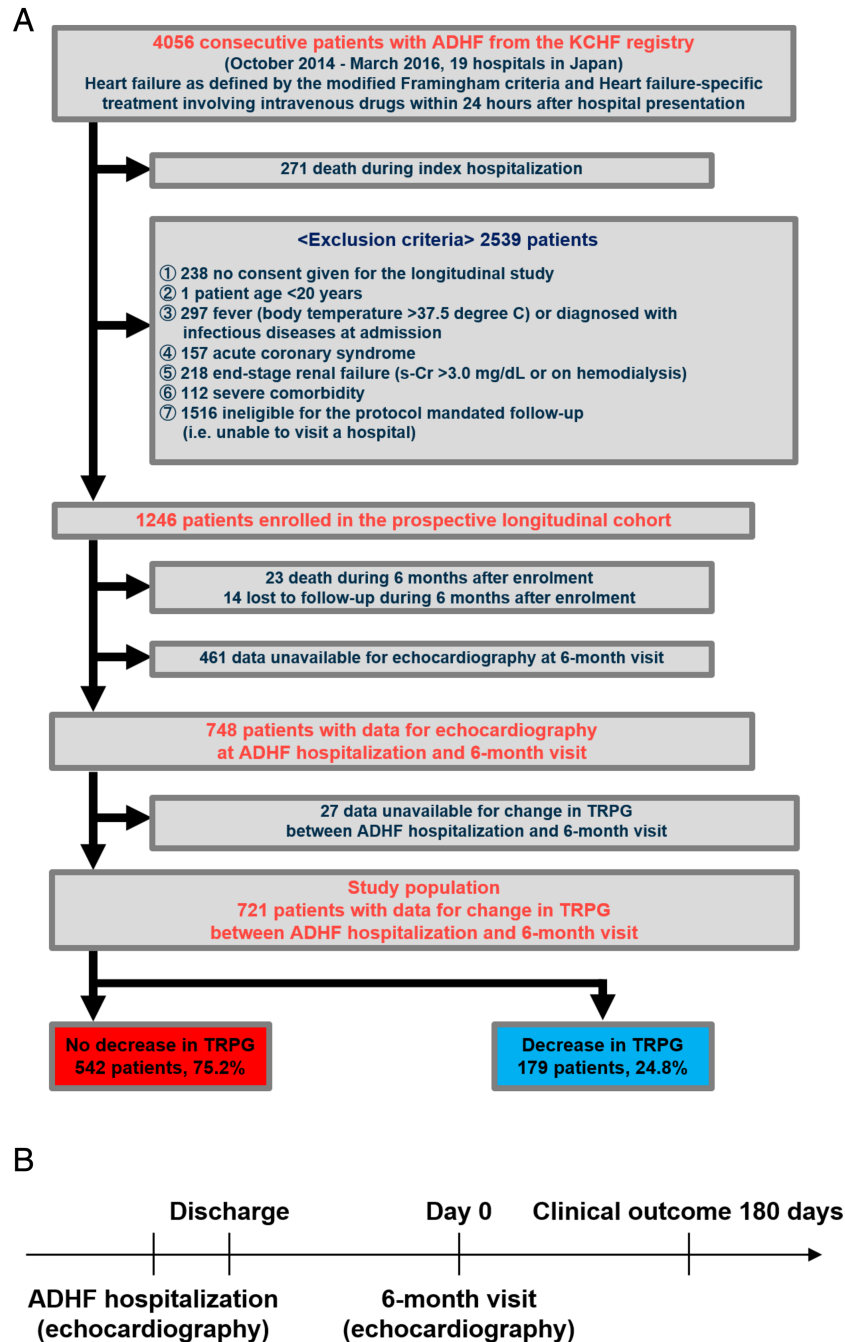 A
4056 consecutive patients with ADHF from the KCHF registry
(October 2014 - March 2016, 19 hospitals in Japan)
Heart failure as defined by the modified Framingham criteria and Heart failure-specific
treatment involving intravenous drugs within 24 hours after hospital presentation
271 death during index hospitalization
<Exclusion criteria> 2539 patients
① 238 no consent given for the longitudinal study
② 1 patient age <20 years
③ 297 fever (body temperature >37.5 degree C) or diagnosed with
infectious diseases at admission
④ 157 acute coronary syndrome
⑤ 218 end-stage renal failure (s-Cr >3.0 mg/dL or on hemodialysis)
⑥ 112 severe comorbidity
⑦ 1516 ineligible for the protocol mandated follow-up
(i.e. unable to visit a hospital)
1246 patients enrolled in the prospective longitudinal cohort
23 death during 6 months after enrolment
14 lost to follow-up during 6 months after enrolment
461 data unavailable for echocardiography at 6-month visit
748 patients with data for echocardiography
at ADHF hospitalization and 6-month visit
27 data unavailable for change in TRPG
between ADHF hospitalization and 6-month visit
Study population
721 patients with data for change in TRPG
between ADHF hospitalization and 6-month visit
No decrease in TRPG
542 patients, 75.2%
Decrease in TRPG
179 patients, 24.8%
B
Discharge
Day 0
Clinical outcome 180 days
ADHF hospitalization
(echocardiography)
6-month visit
(echocardiography)